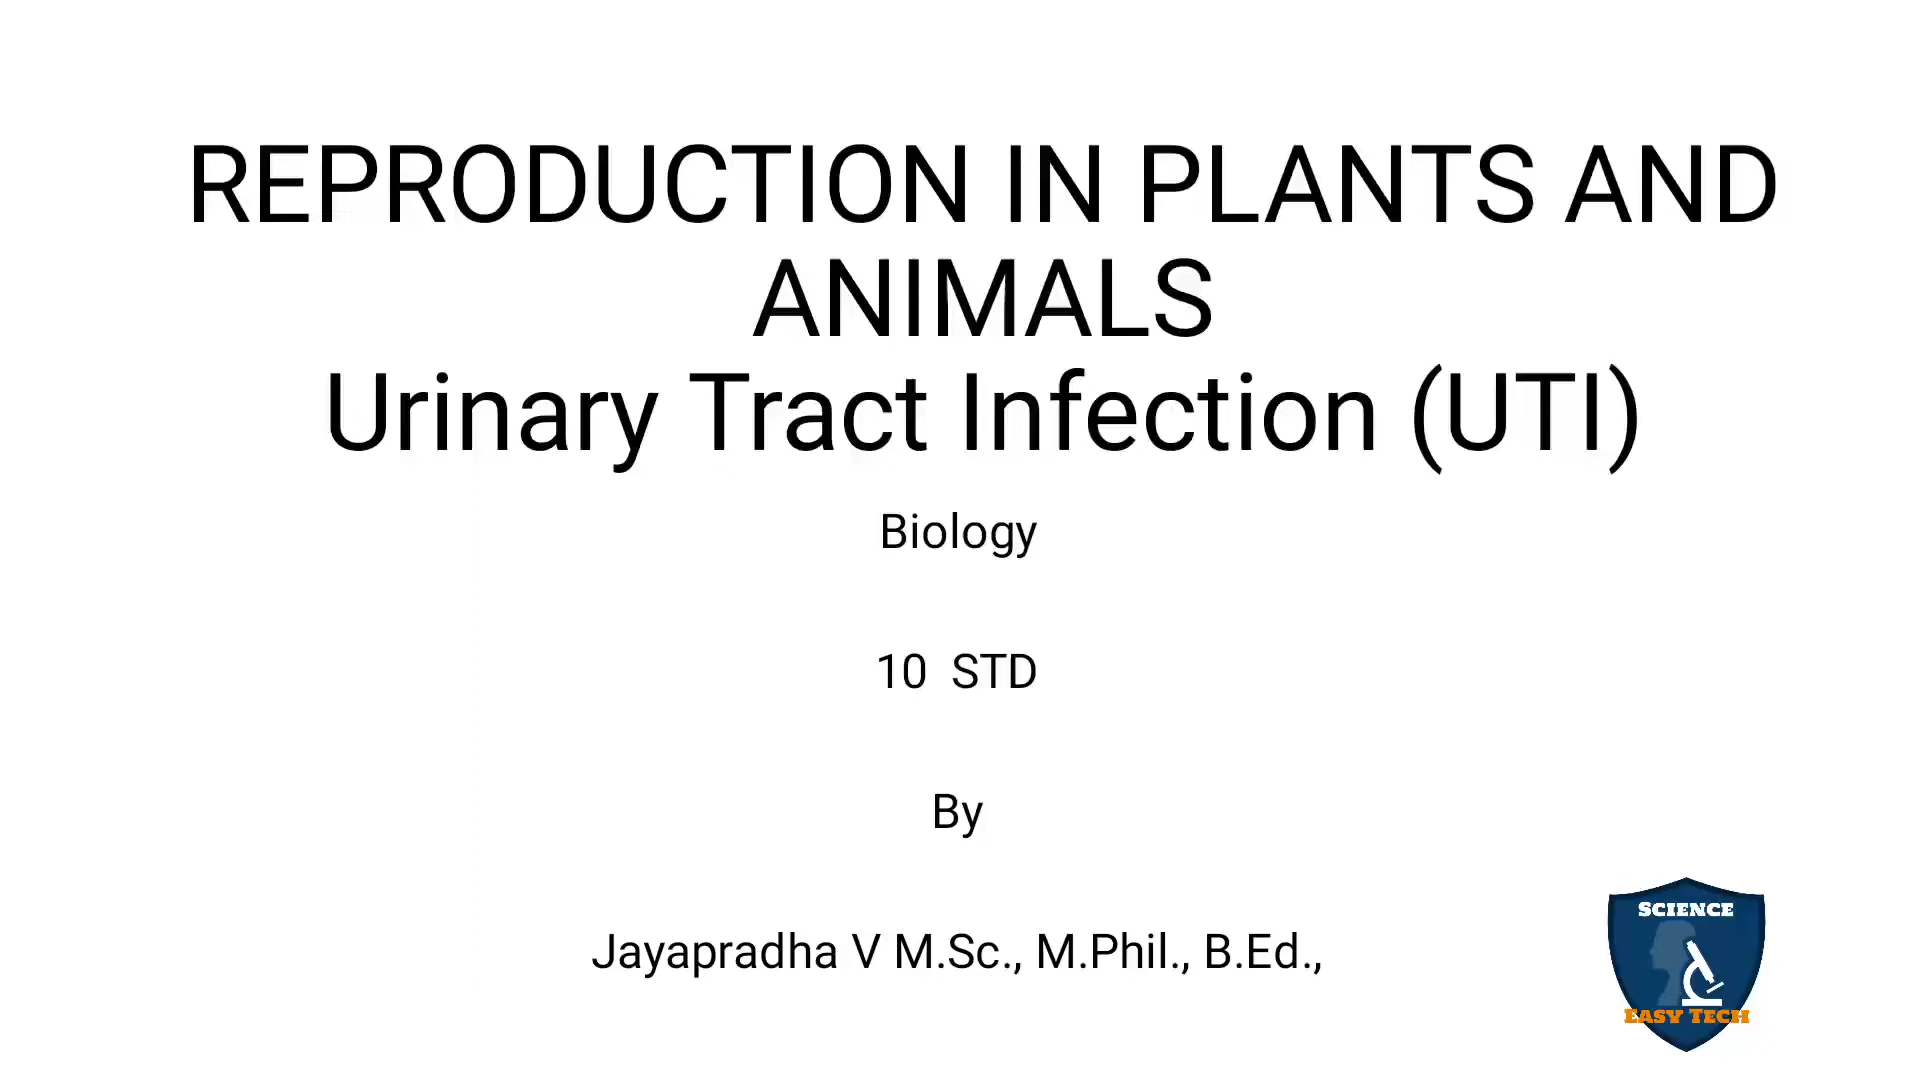 REPRODUCTION IN PLANTS AND
ANIMALS
Urinary Tract Infection (UTI)
Biology
10 STD
By
Jayapradha V M.Sc., M.Phil., B.Ed.,
SCIENCE
EASY TECH